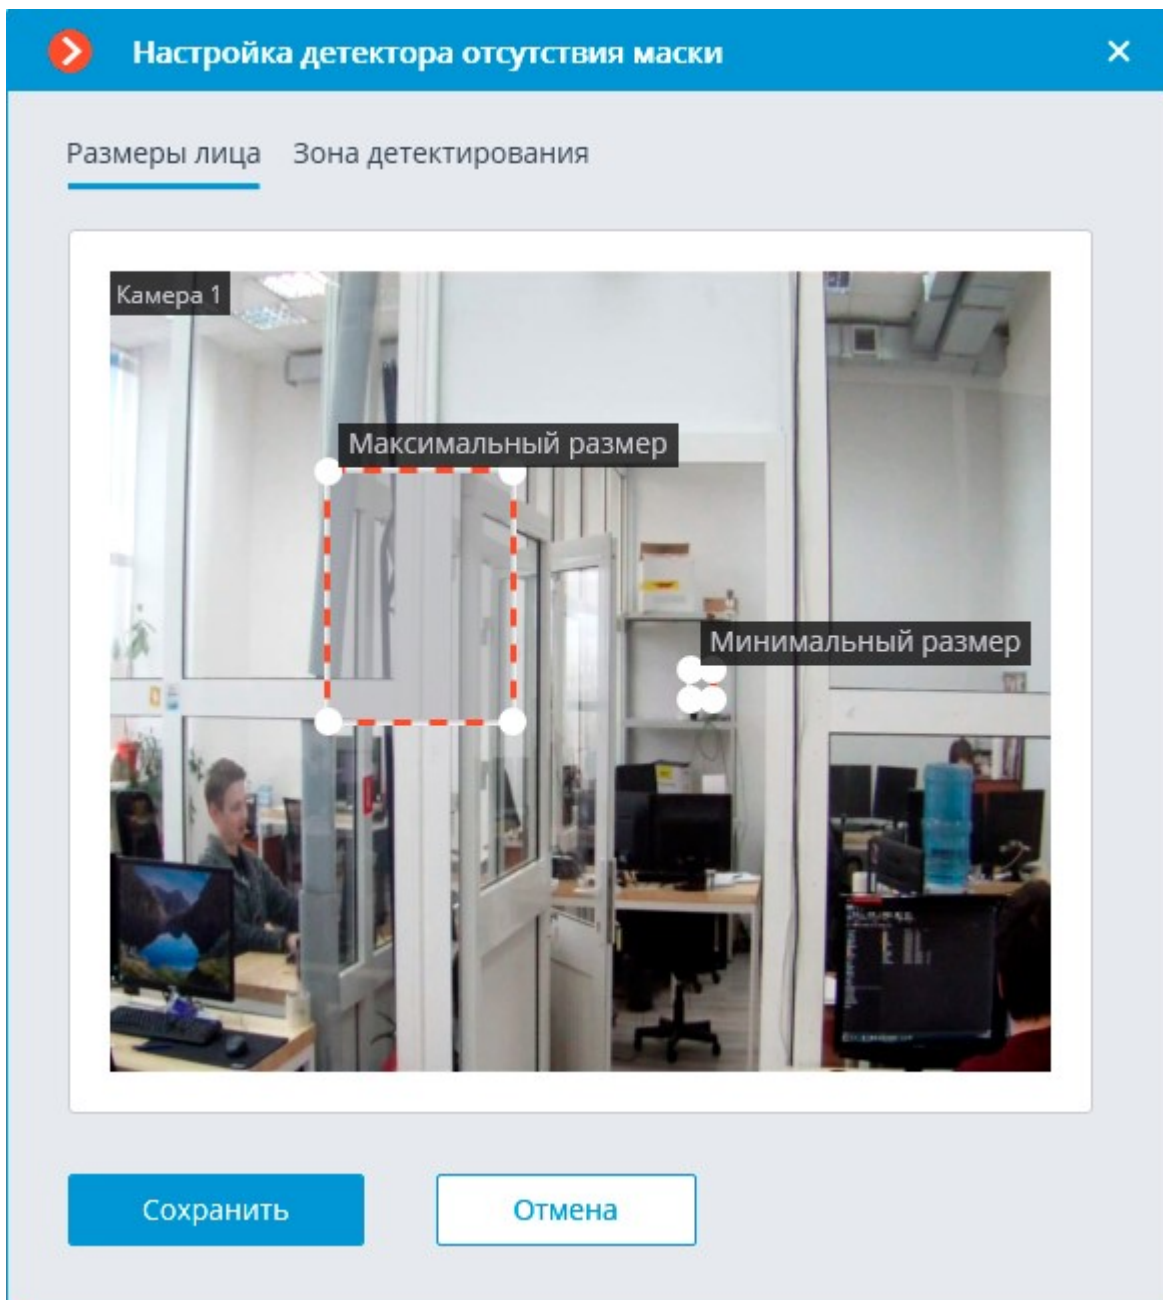 Настройка детектора отсутствия маски
Размеры лица Зона детектирования
Камера 1
Максимальный размер
Минимальный размер
Сохранить Отмена